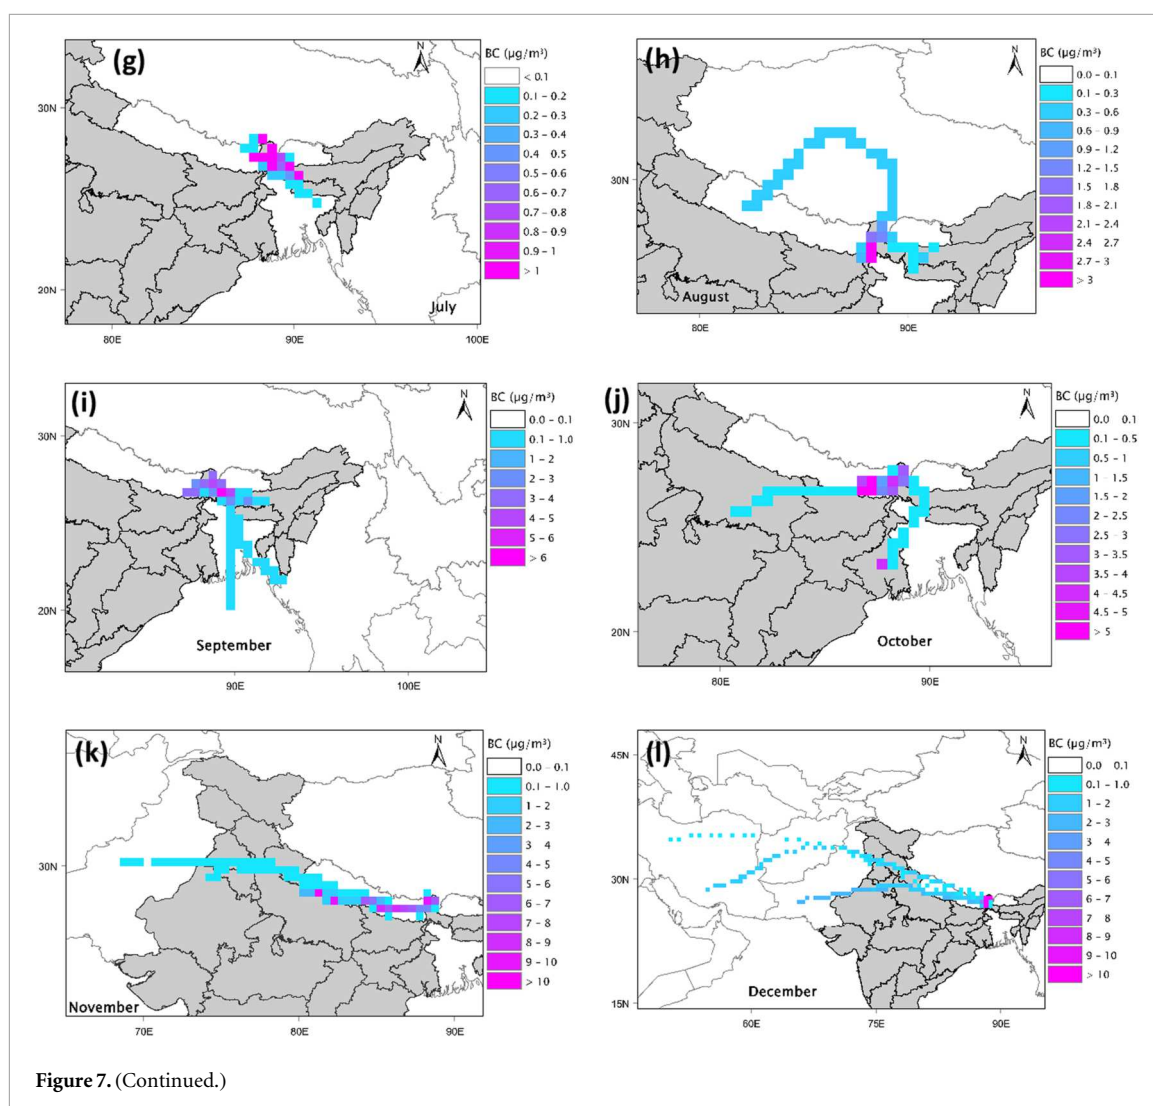 (g)
N
BC (µg/m³)
< 0.1
0.1 - 0.2
0.2 - 0.3
0.3 - 0.4
0.4 0.5
0.5 - 0.6
0.6 - 0.7
0.7 - 0.8
0.8 - 0.9
0.9 - 1
> 1
30N
20N
July
80E
90E
100E
(h)
N
BC (µg/m³)
0.0 - 0.1
0.1 - 0.3
0.3 - 0.6
0.6 - 0.9
0.9 - 1.2
1.2 - 1.5
1.5 1.8
1.8 - 2.1
2.1 - 2.4
2.4 2.7
2.7 - 3
> 3
30N
August
80E
90E
(i)
N
BC (µg/m³)
0.0 - 0.1
0.1 - 1.0
1 - 2
2 - 3
3 - 4
4 - 5
5 - 6
> 6
30N
20N
September
90E
100E
(j)
N
BC (µg/m³)
0.0 0.1
0.1 - 0.5
0.5 - 1
1 - 1.5
1.5 - 2
2 - 2.5
2.5 - 3
3 - 3.5
3.5 - 4
4 - 4.5
4.5 - 5
> 5
30N
20N
October
80E
90E
(k)
N
BC (µg/m³)
0.0 - 0.1
0.1 - 1.0
1 - 2
2 - 3
3 4
4 - 5
5 - 6
6 - 7
7 - 8
8 - 9
9 - 10
> 10
30N
November
70E
80E
90E
(l)
N
BC (µg/m³)
0.0 0.1
0.1 - 1.0
1 - 2
2 - 3
3 4
4 - 5
5 - 6
6 - 7
7 8
8 - 9
9 - 10
> 10
45N
30N
15N
December
60E
75E
90E
Figure 7. (Continued.)